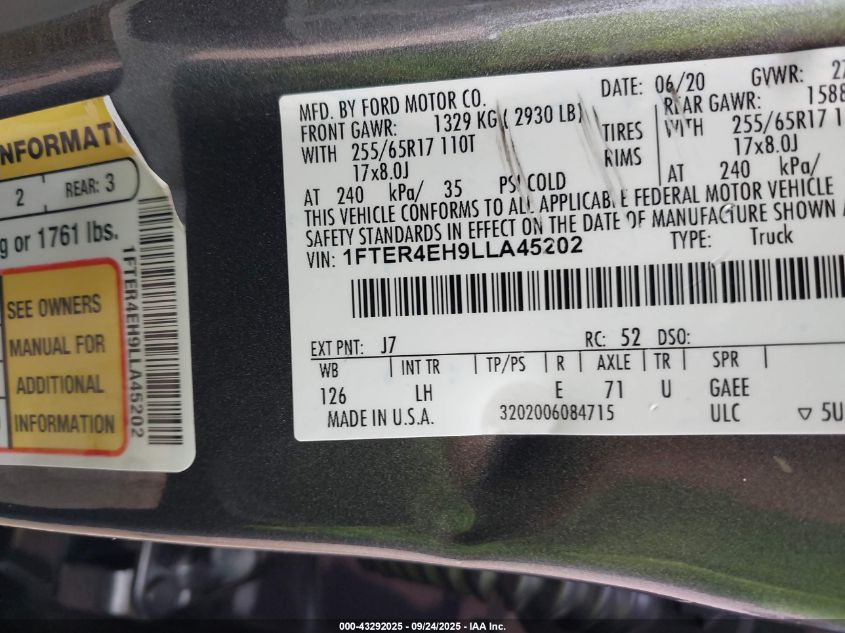 NFORMATI
2 REAR: 3
g or 1761 lbs.
SEE OWNERS
MANUAL FOR
ADDITIONAL
INFORMATION
1FTER4EH9LLA45202
MFD. BY FORD MOTOR CO.
DATE: 06/20 GVWR: 27
FRONT GAWR: 1329 KG ( 2930 LB)
REAR GAWR: 1588
WITH 255/65R17 110T
TIRES WITH 255/65R17 1
17x8.0J
RIMS 17x8.0J
AT 240 kPa/ 35 PSI COLD
AT 240 kPa/
THIS VEHICLE CONFORMS TO ALL APPLICABLE FEDERAL MOTOR VEHICLE
SAFETY STANDARDS IN EFFECT ON THE DATE OF MANUFACTURE SHOWN A
VIN: 1FTER4EH9LLA45202
TYPE: Truck
EXT PNT: J7 RC: 52 DSO:
WB INT TR TP/PS R AXLE TR SPR
126 LH E 71 U GAEE
MADE IN U.S.A. 3202006084715 ULC ▽ 5U
000-43292025 - 09/24/2025 - IAA Inc.